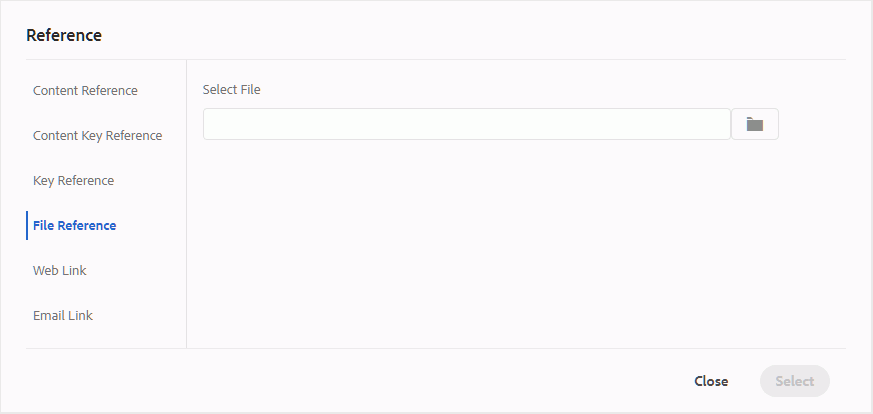 Reference
Content Reference
Select File
Content Key Reference
Key Reference
File Reference
Web Link
Email Link
Close
Select